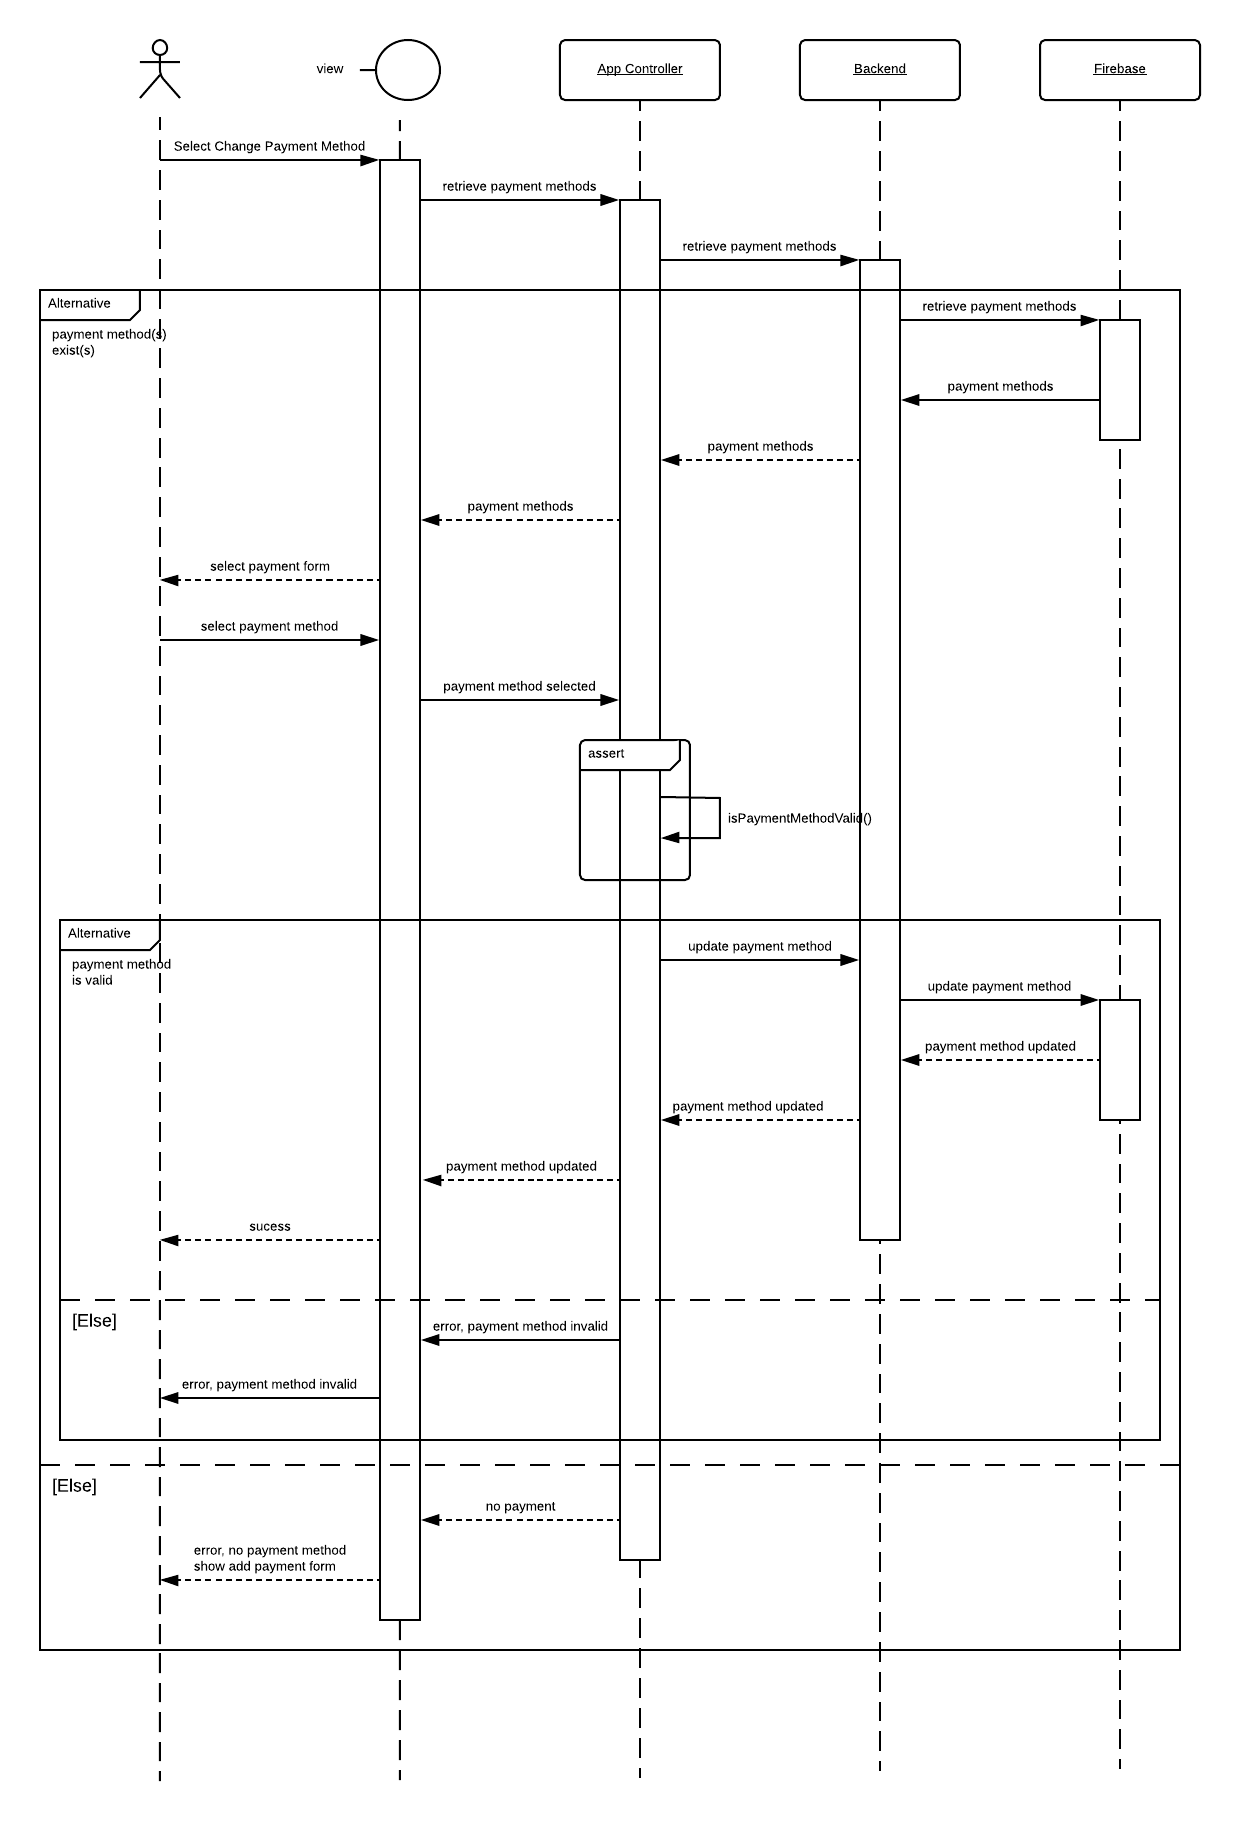 view
App Controller
Backend
Firebase
Select Change Payment Method
retrieve payment methods
retrieve payment methods
Alternative
retrieve payment methods
payment method(s)
exist(s)
payment methods
payment methods
payment methods
select payment form
select payment method
payment method selected
assert
isPaymentMethodValid()
Alternative
update payment method
payment method
is valid
update payment method
payment method updated
payment method updated
payment method updated
sucess
[Else]
error, payment method invalid
error, payment method invalid
[Else]
no payment
error, no payment method
show add payment form